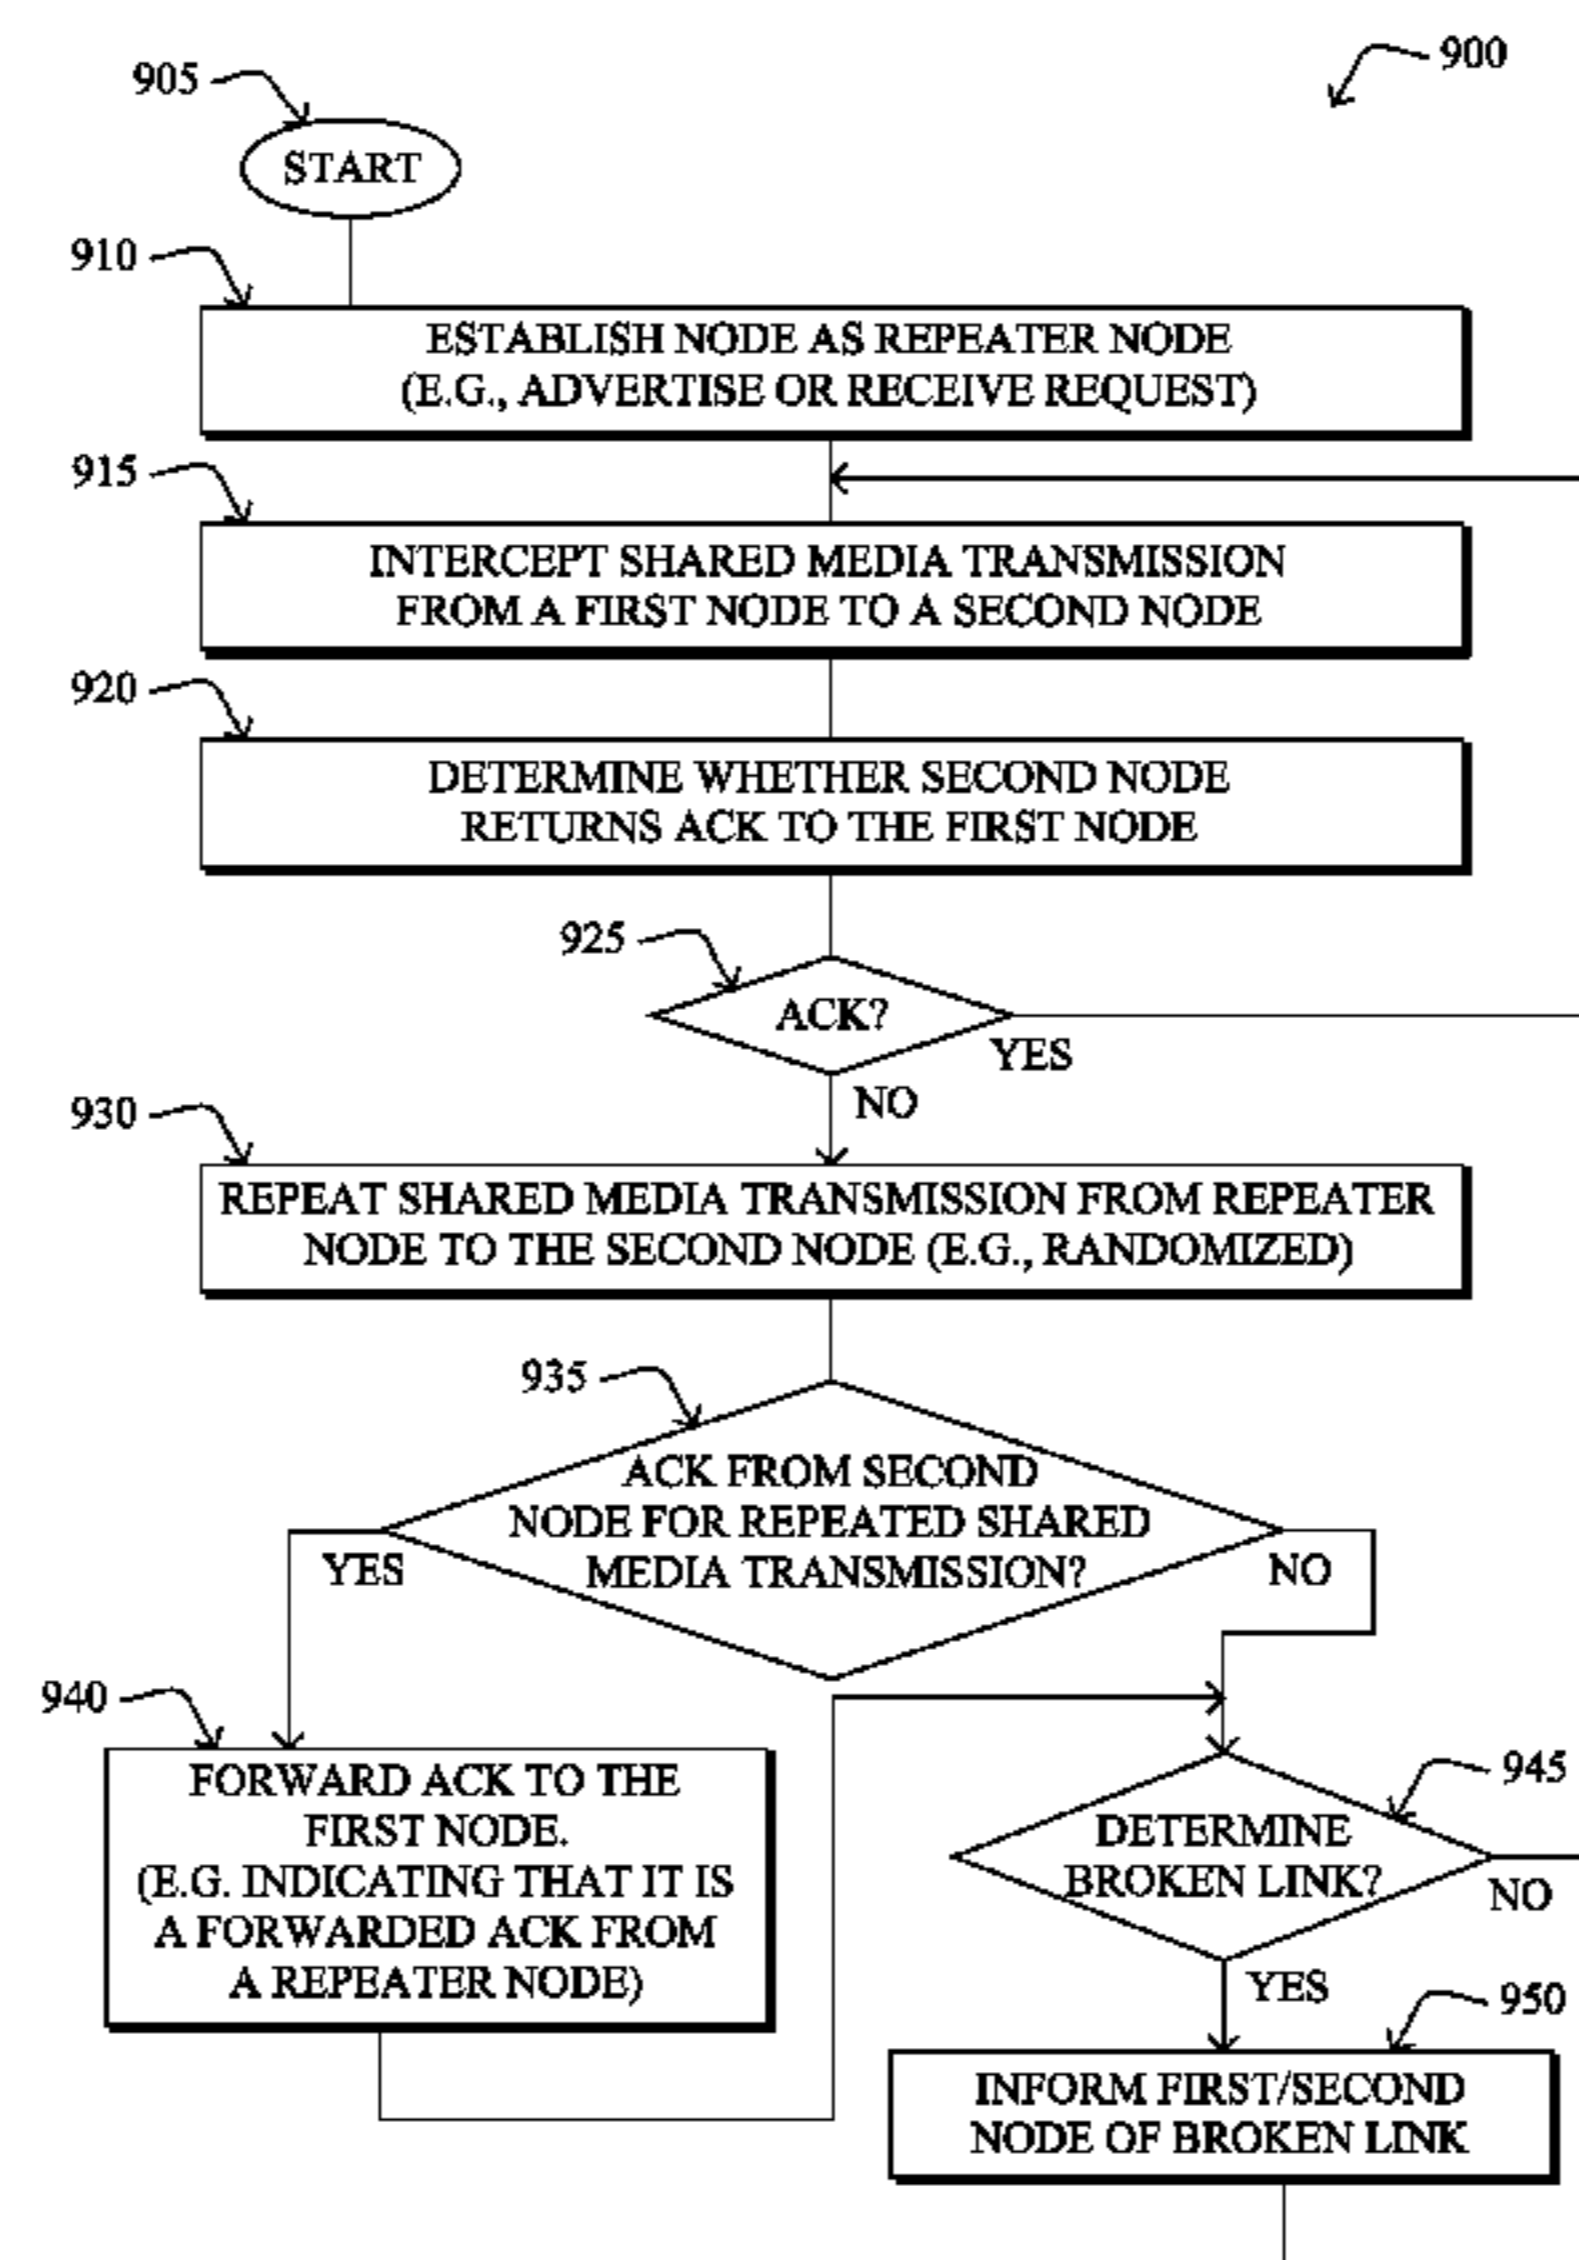 900
905
START
910
ESTABLISH NODE AS REPEATER NODE
(E.G., ADVERTISE OR RECEIVE REQUEST)
915
INTERCEPT SHARED MEDIA TRANSMISSION
FROM A FIRST NODE TO A SECOND NODE
920
DETERMINE WHETHER SECOND NODE
RETURNS ACK TO THE FIRST NODE
925
ACK?
YES
NO
930
REPEAT SHARED MEDIA TRANSMISSION FROM REPEATER
NODE TO THE SECOND NODE (E.G., RANDOMIZED)
935
ACK FROM SECOND
NODE FOR REPEATED SHARED
MEDIA TRANSMISSION?
YES
NO
940
FORWARD ACK TO THE
FIRST NODE.
(E.G. INDICATING THAT IT IS
A FORWARDED ACK FROM
A REPEATER NODE)
945
DETERMINE
BROKEN LINK?
NO
YES
950
INFORM FIRST/SECOND
NODE OF BROKEN LINK